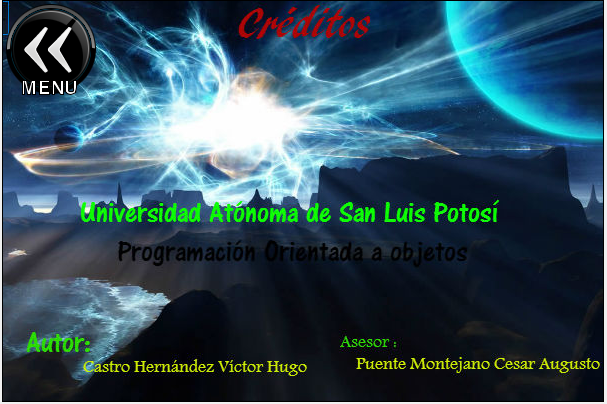 Créditos
MENU
Universidad Atónoma de San Luis Potosí
Programación Orientada a objetos
Autor:
Castro Hernández Víctor Hugo
Asesor :
Puente Montejano Cesar Augusto